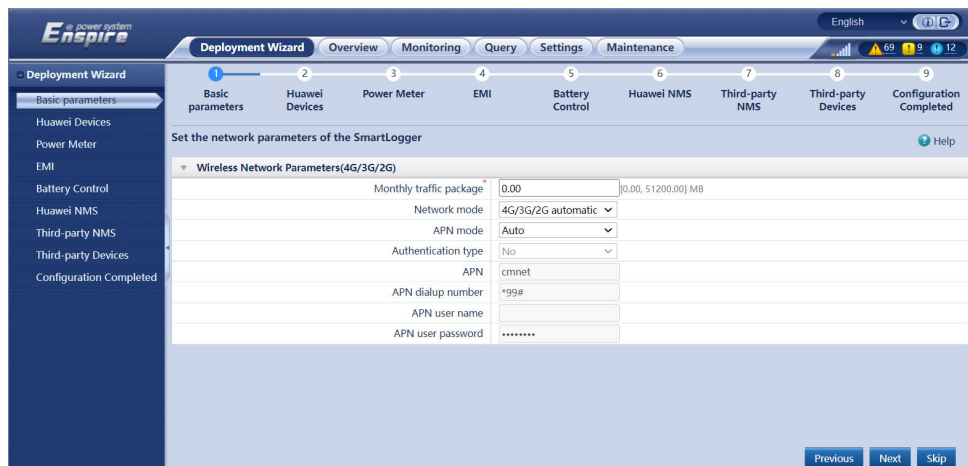 e power system
Enspire
English
Deployment Wizard Overview Monitoring Query Settings Maintenance
69 9 12
Deployment Wizard
Basic parameters
Huawei Devices
Power Meter
EMI
Battery Control
Huawei NMS
Third-party NMS
Third-party Devices
Configuration Completed
1 2 3 4 5 6 7 8 9
Basic parameters
Huawei Devices
Power Meter
EMI
Battery Control
Huawei NMS
Third-party NMS
Third-party Devices
Configuration Completed
Set the network parameters of the SmartLogger
Help
Wireless Network Parameters(4G/3G/2G)
Monthly traffic package * 0.00 [0.00, 51200.00] MB
Network mode 4G/3G/2G automatic
APN mode Auto
Authentication type No
APN cmnet
APN dialup number *99#
APN user name
APN user password ••••••••
Previous Next Skip